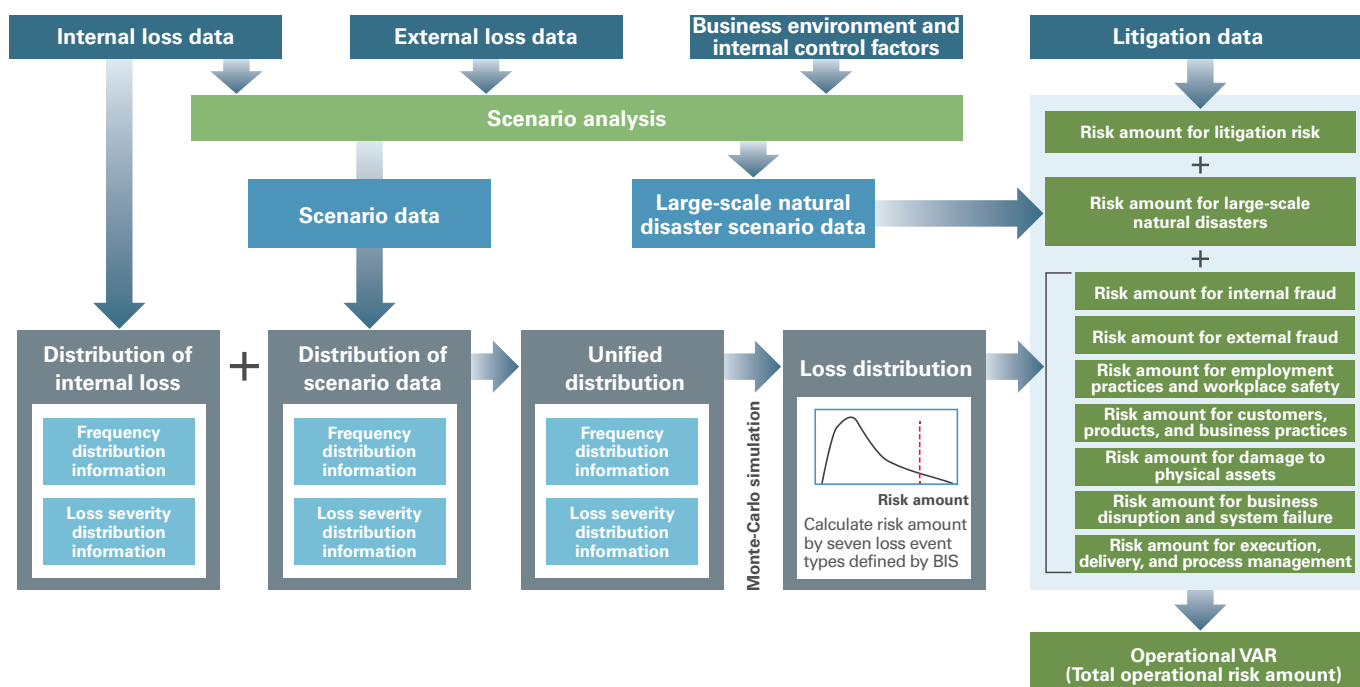 Internal loss data
External loss data
Business environment and
internal control factors
Litigation data
Scenario analysis
Risk amount for litigation risk
+
Scenario data
Large-scale natural
disaster scenario data
Risk amount for large-scale
natural disasters
+
Risk amount for internal fraud
Risk amount for external fraud
Risk amount for employment
practices and workplace safety
Risk amount for customers,
products, and business practices
Risk amount for damage to
physical assets
Risk amount for business
disruption and system failure
Risk amount for execution,
delivery, and process management
Distribution of
internal loss
Frequency
distribution
information
Loss severity
distribution
information
+
Distribution of
scenario data
Frequency
distribution
information
Loss severity
distribution
information
Unified
distribution
Frequency
distribution
information
Loss severity
distribution
information
Monte-Carlo simulation
Loss distribution
Risk amount
Calculate risk amount
by seven loss event
types defined by BIS
Operational VAR
(Total operational risk amount)